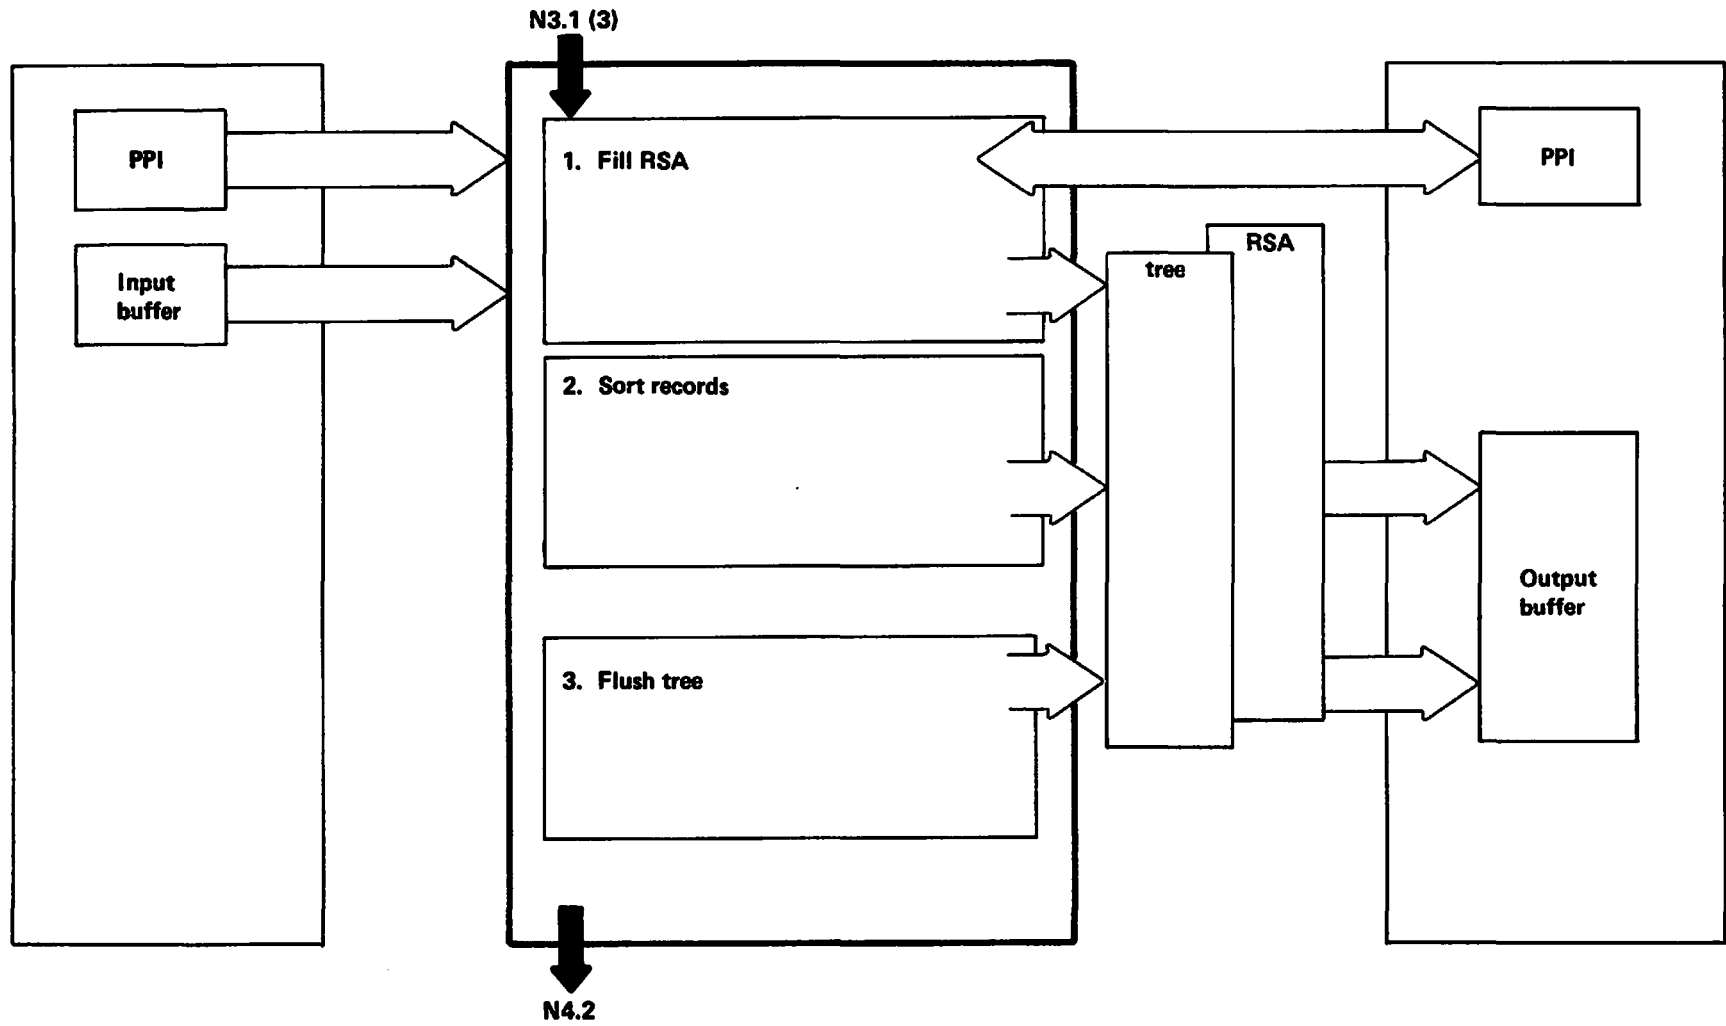 N3.1 (3)
PPI
Input
buffer
1. Fill RSA
2. Sort records
3. Flush tree
RSA
tree
PPI
Output
buffer
N4.2